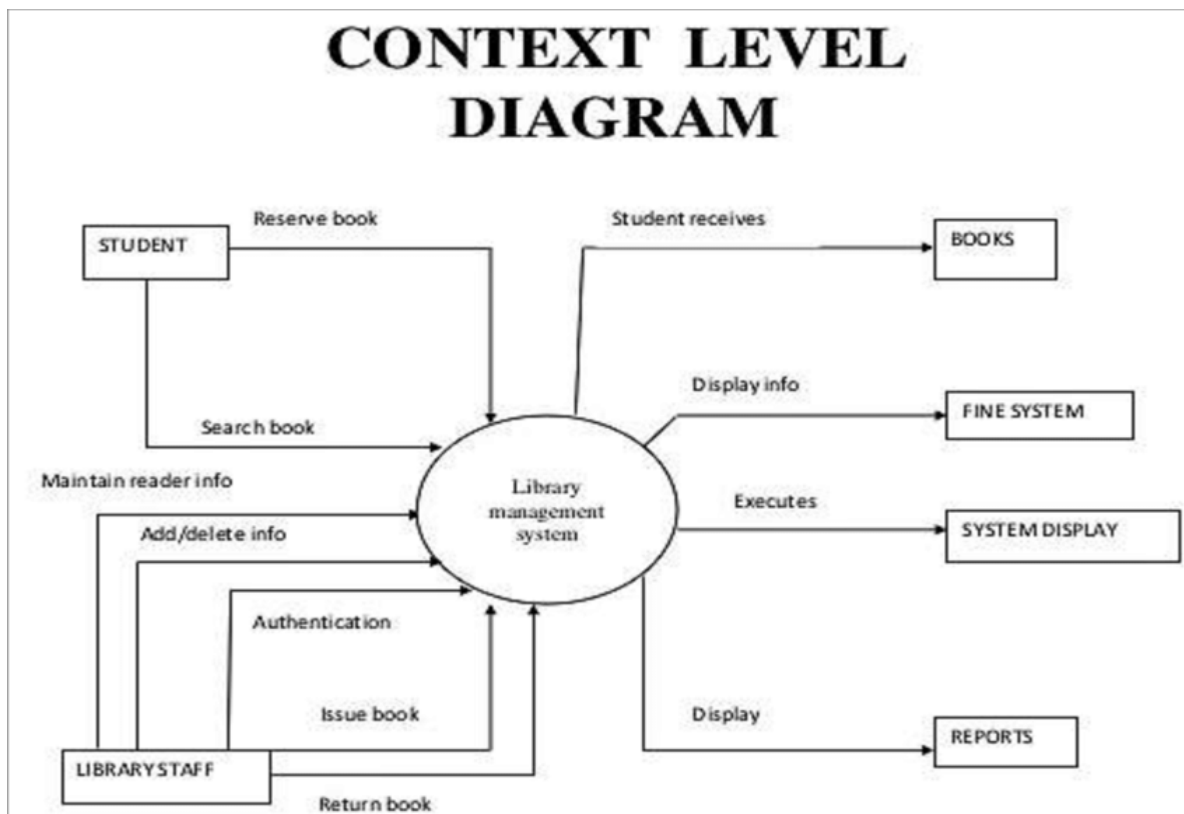 CONTEXT LEVEL
DIAGRAM
Reserve book
Student receives
STUDENT
BOOKS
Display info
FINE SYSTEM
Search book
Maintain reader info
Library
management
system
Executes
SYSTEM DISPLAY
Add/delete info
Authentication
Issue book
Display
REPORTS
LIBRARY STAFF
Return book